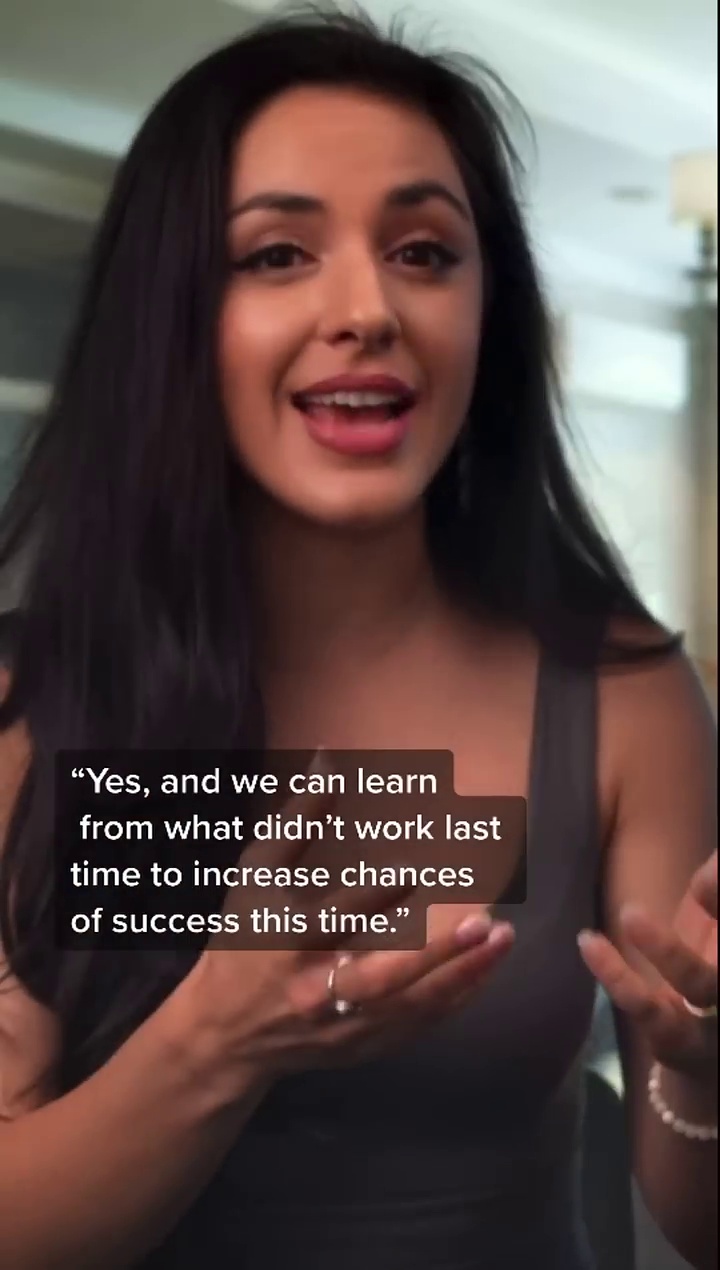 “Yes, and we can learn
from what didn’t work last
time to increase chances
of success this time.”